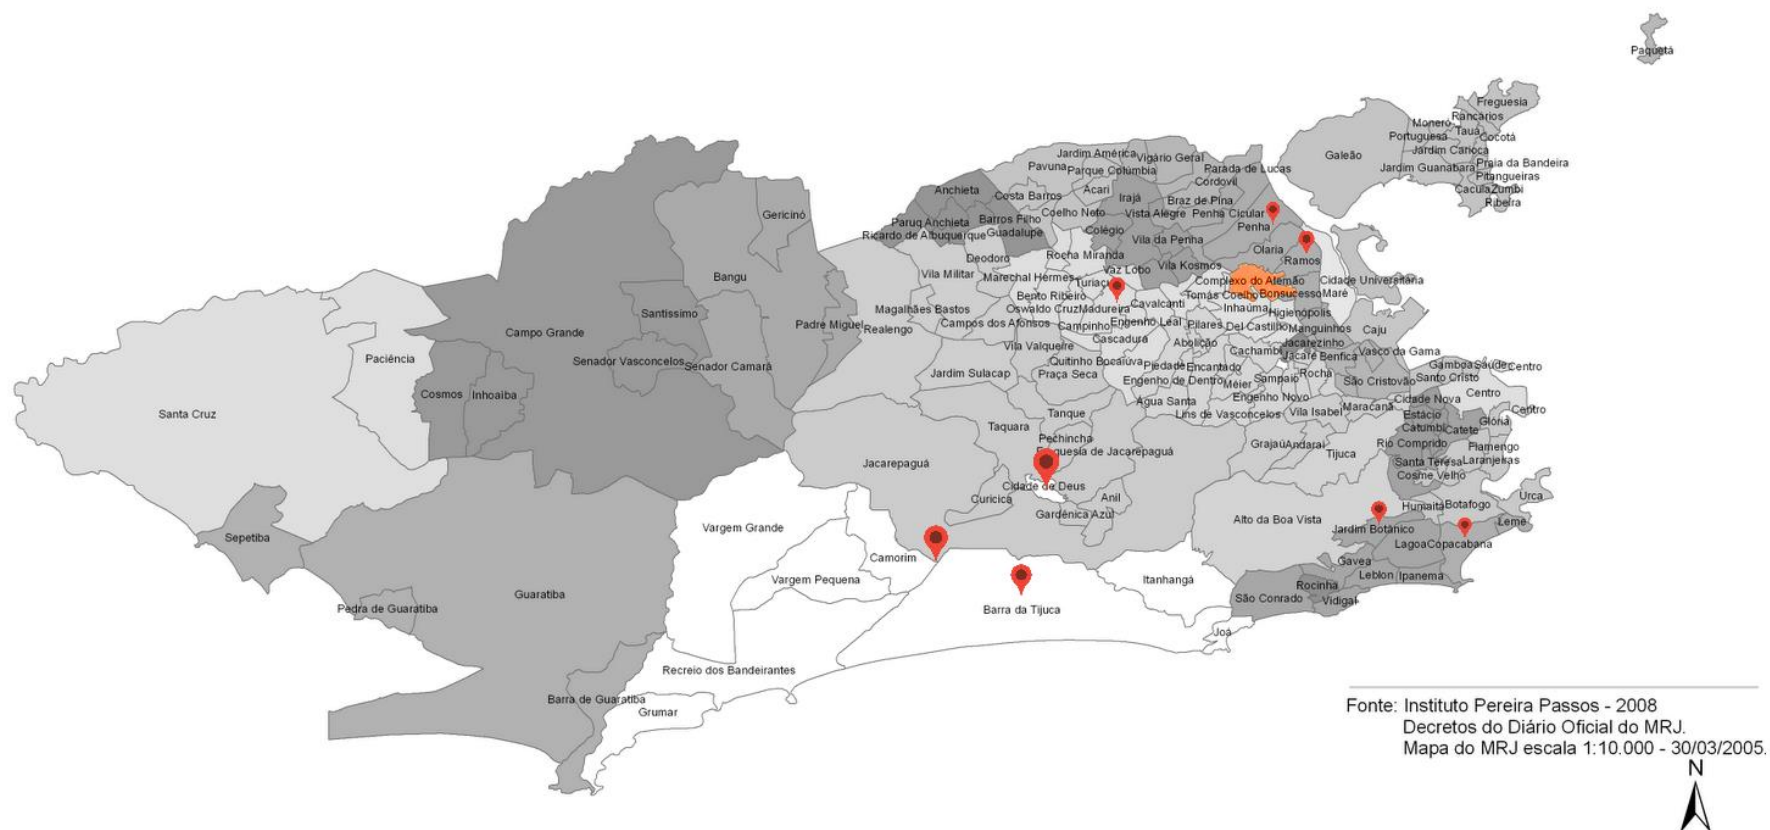 Paquetá
Freguesia
Rancarios
Moneró
Tauá
Portuguesa
Cocotá
Jardim Carioca
Praia da Bandeira
Jardim Guanabara
Pitangueiras
Cacula
Zumbi
Ribeira
Galeão
Jardim América
Vigário Geral
Pavuna
Parque Columbia
Parada de Lucas
Cordovil
Anchieta
Costa Barros
Acari
Irajá
Braz de Pina
Paruq Anchieta
Barros Filho
Coelho Neto
Vista Alegre
Penha Cicular
Ricardo de Albuquerque
Guadalupe
Colégio
Penha
Vila da Penha
Olaria
Gericinó
Deodoro
Rocha Miranda
Ramos
Vila Militar
Marechal Hermes
Vaz Lobo
Vila Kosmos
Bangu
Turiaçu
Complexo do Alemão
Cidade Universitária
Bento Ribeiro
Tomás Coelho
Bonsucesso
Maré
Magalhães Bastos
Oswaldo Cruz
Madureira
Cavalcanti
Inhaúma
Higienópolis
Santissimo
Padre Miguel
Realengo
Campos dos Afonsos
Campinho
Engenho Leal
Pilares
Del Castilho
Manguinhos
Caju
Campo Grande
Vila Valqueire
Cascadura
Abolição
Cachambi
Jacarezinho
Jacaré
Benfica
Vasco da Gama
Paciência
Senador Vasconcelos
Senador Camará
Quitinho Bocaiúva
Piedade
Encantado
Gamboa
Saúde
Centro
Jardim Sulacap
Praça Seca
Engenho de Dentro
Méier
Sampaio
Rocha
São Cristovão
Santo Cristo
Cosmos
Inhoaíba
Água Santa
Engenho Novo
Maracanã
Cidade Nova
Centro
Santa Cruz
Tanque
Lins de Vasconcelos
Vila Isabel
Estácio
Centro
Taquara
Catumbi
Catete
Glória
Pechincha
Grajaú
Andaraí
Rio Comprido
Flamengo
Freguesia de Jacarepaguá
Tijuca
Jacarepaguá
Santa Teresa
Laranjeiras
Cidade de Deus
Cosme Velho
Curicica
Anil
Urca
Gardênica Azul
Humaitá
Botafogo
Vargem Grande
Alto da Boa Vista
Jardim Botânico
Leme
Sepetiba
Camorim
Lagoa
Copacabana
Vargem Pequena
Itanhangá
Gavea
Leblon
Ipanema
Guaratiba
Rocinha
São Conrado
Vidigal
Pedra de Guaratiba
Barra da Tijuca
Joá
Recreio dos Bandeirantes
Barra de Guaratiba
Grumar
Fonte: Instituto Pereira Passos - 2008
Decretos do Diário Oficial do MRJ.
Mapa do MRJ escala 1:10.000 - 30/03/2005.
N